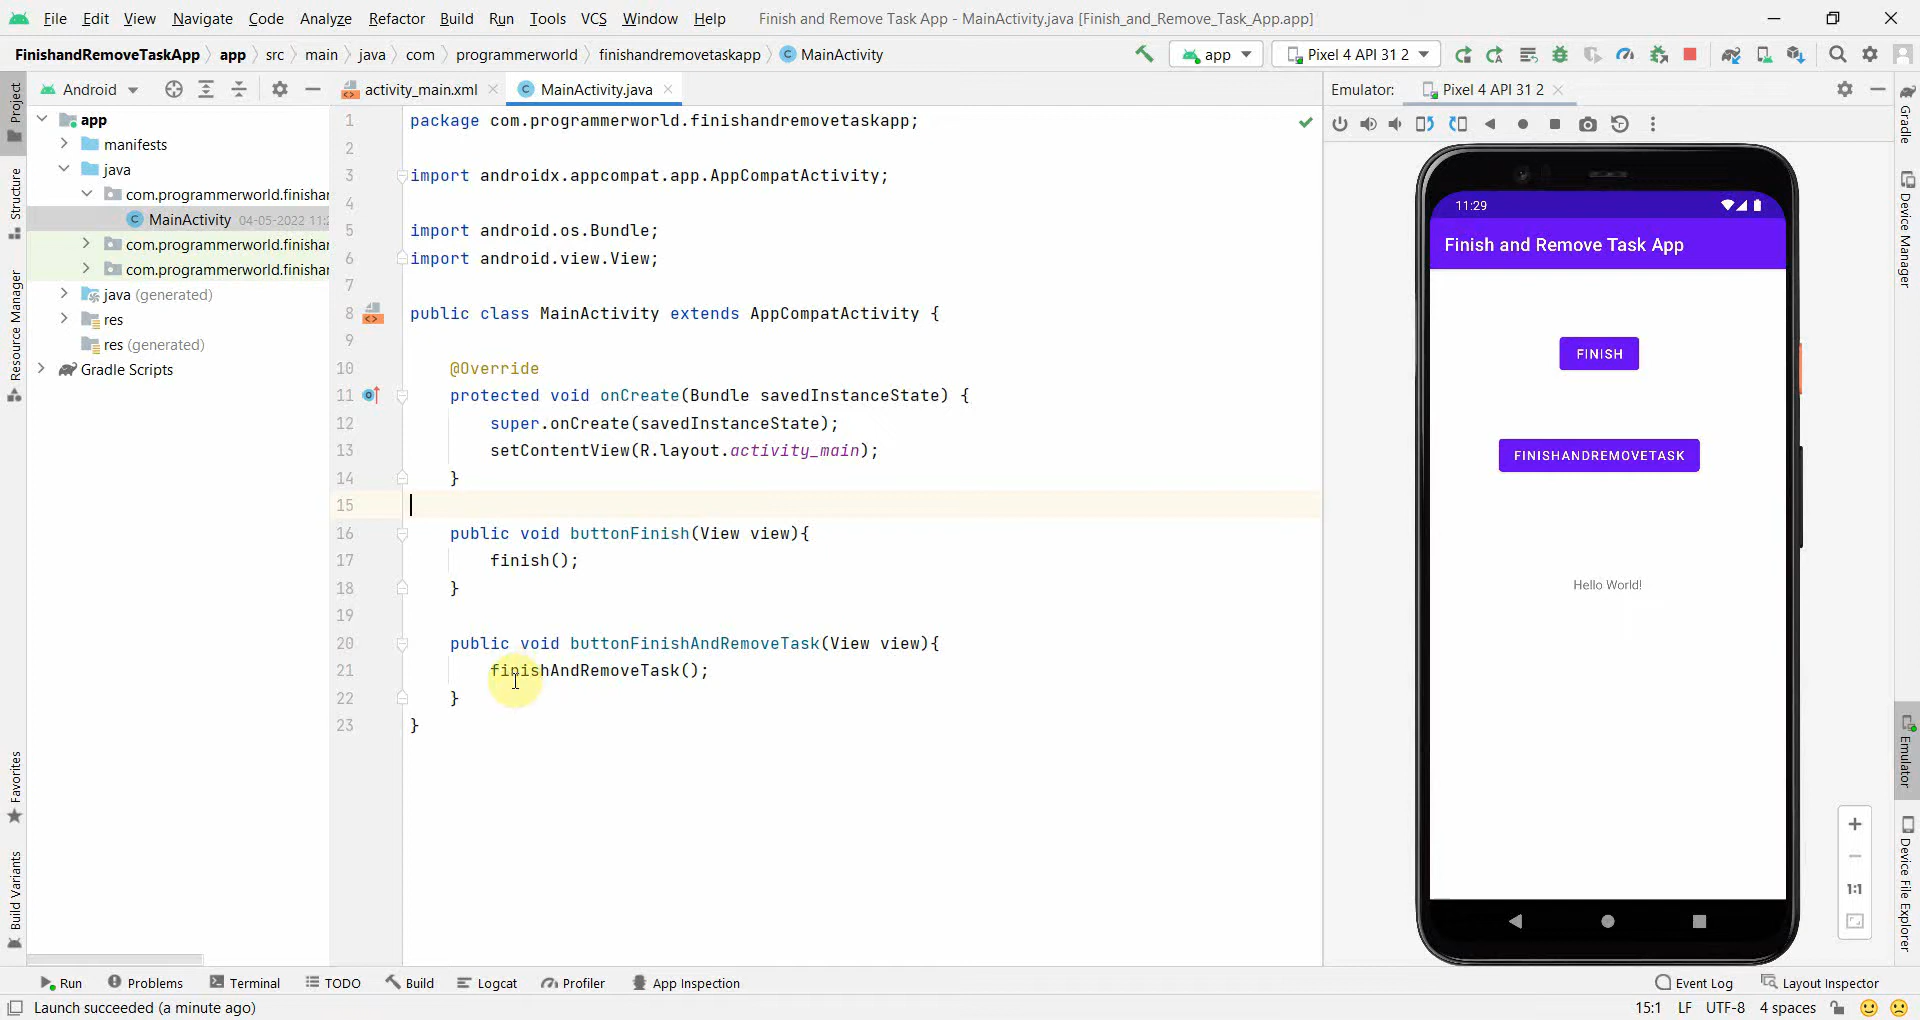 File Edit View Navigate Code Analyze Refactor Build Run Tools VCS Window Help Finish and Remove Task App - MainActivity.java [Finish_and_Remove_Task_App.app]
FinishandRemoveTaskApp app src main java com programmerworld finishandremovetaskapp MainActivity app Pixel 4 API 31 2
Android activity_main.xml MainActivity.java Emulator: Pixel 4 API 31 2
Project
Structure
Resource Manager
Favorites
Build Variants
app
manifests
java
com.programmerworld.finishar
MainActivity 04-05-2022 11:2
com.programmerworld.finishar
com.programmerworld.finishar
java (generated)
res
res (generated)
Gradle Scripts
1 package com.programmerworld.finishandremovetaskapp;
2
3 import androidx.appcompat.app.AppCompatActivity;
4
5 import android.os.Bundle;
6 import android.view.View;
7
8 public class MainActivity extends AppCompatActivity {
9
10 @Override
11 protected void onCreate(Bundle savedInstanceState) {
12 super.onCreate(savedInstanceState);
13 setContentView(R.layout.activity_main);
14 }
15
16 public void buttonFinish(View view){
17 finish();
18 }
19
20 public void buttonFinishAndRemoveTask(View view){
21 finishAndRemoveTask();
22 }
23 }
11:29
Finish and Remove Task App
FINISH
FINISHANDREMOVETASK
Hello World!
1:1
Gradle
Device Manager
Emulator
Device File Explorer
Run Problems Terminal TODO Build Logcat Profiler App Inspection Event Log Layout Inspector
Launch succeeded (a minute ago) 15:1 LF UTF-8 4 spaces